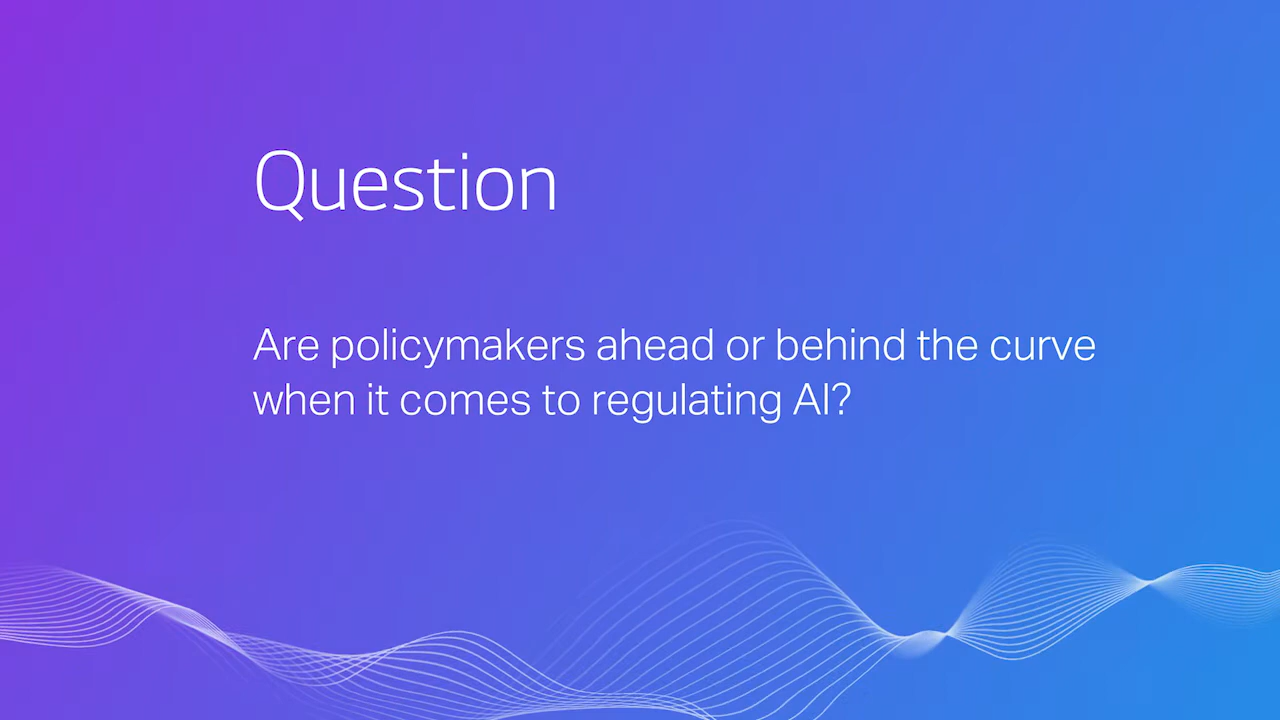 Question
Are policymakers ahead or behind the curve
when it comes to regulating AI?